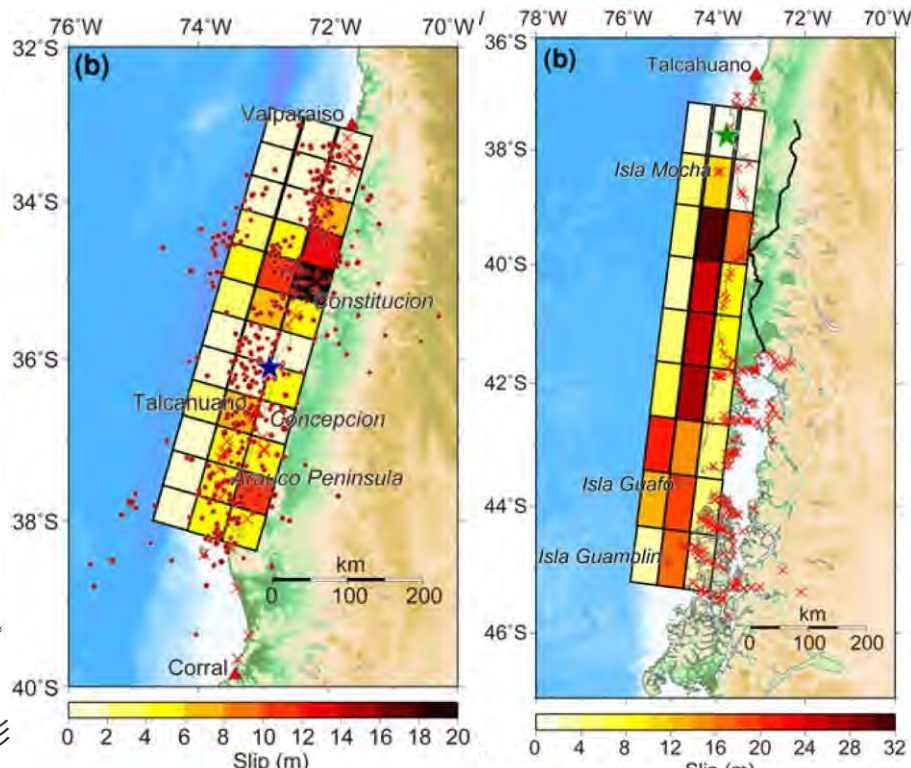 76°W 74°W 72°W 70°W
32°S
(b)
Valparaiso
34°S
Constitucion
36°S
Talcahuano
Concepcion
Arauco Peninsula
38°S
km
0 100 200
Corral
40°S
0 2 4 6 8 10 12 14 16 18 20
Slip (m)
78°W 76°W 74°W 72°W 70°W
36°S
(b)
Talcahuano
38°S
Isla Mocha
40°S
42°S
Isla Guafo
44°S
Isla Guamblin
km
0 100 200
46°S
0 4 8 12 16 20 24 28 32
Slip (m)